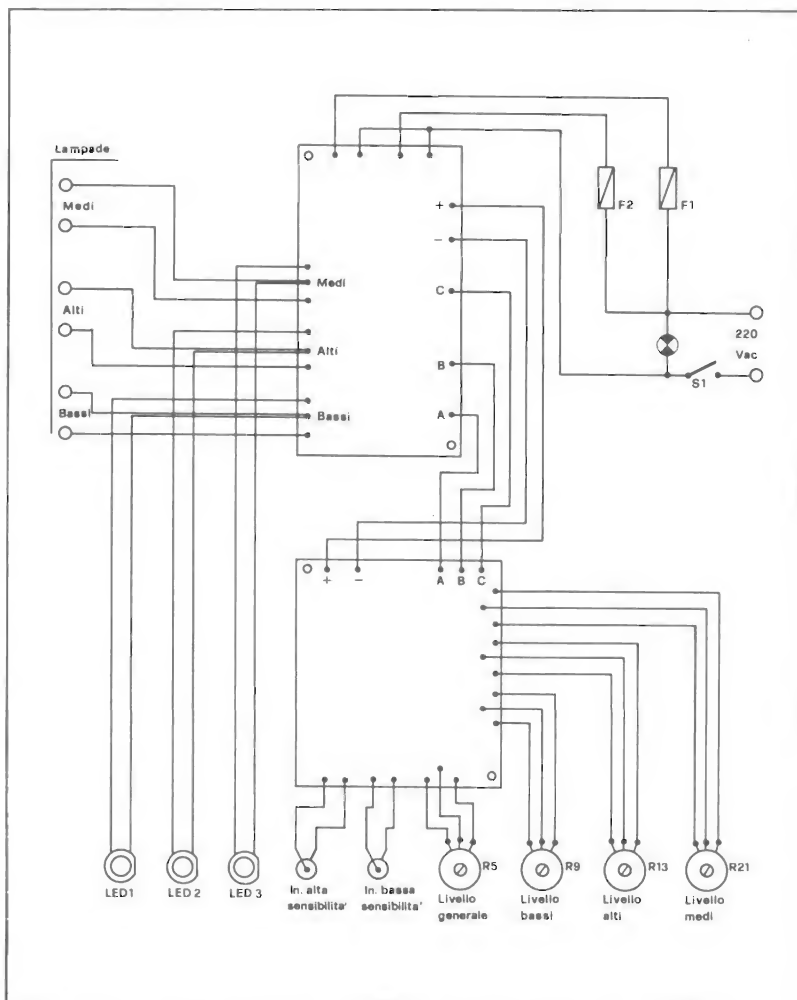 Lampade
Medi
Alti
Bassi
Medi
Alti
Bassi
+
−
C
B
A
F2
F1
220
Vac
S1
+
−
A
B
C
LED1
LED 2
LED 3
In. alta
sensibilita'
In. bassa
sensibilita'
R5
Livello
generale
R9
Livello
bassi
R13
Livello
alti
R21
Livello
medi